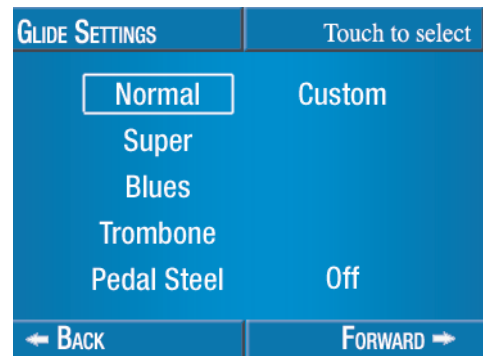 GLIDE SETTINGS Touch to select
Normal Custom
Super
Blues
Trombone
Pedal Steel Off
BACK FORWARD